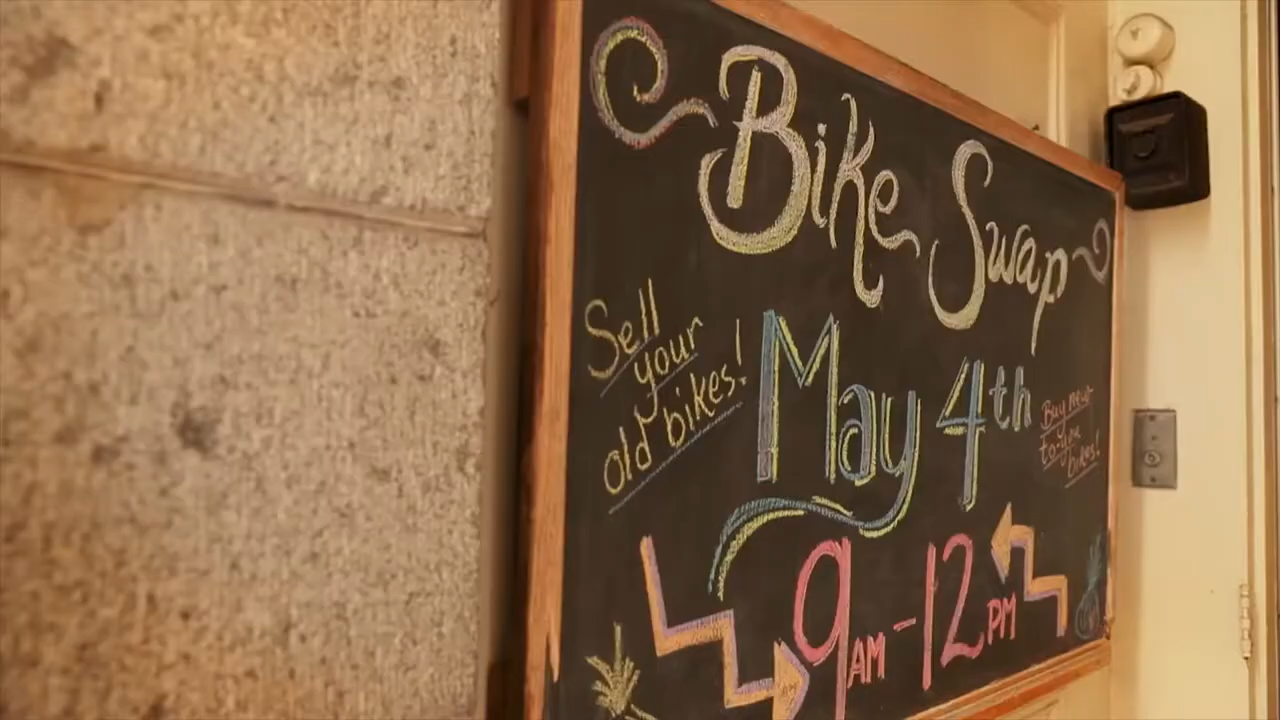 Bike Swap
Sell
your
old bikes!
May 4th
Buy new-
to-you
bikes!
9AM-12PM